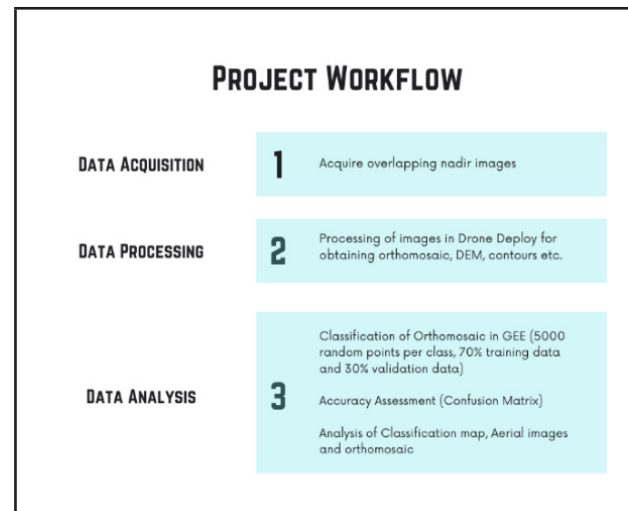 PROJECT WORKFLOW
DATA ACQUISITION
1
Acquire overlapping nadir images
DATA PROCESSING
2
Processing of images in Drone Deploy for
obtaining orthomosaic, DEM, contours etc.
DATA ANALYSIS
3
Classification of Orthomosaic in GEE (5000
random points per class, 70% training data
and 30% validation data)
Accuracy Assessment (Confusion Matrix)
Analysis of Classification map, Aerial images
and orthomosaic